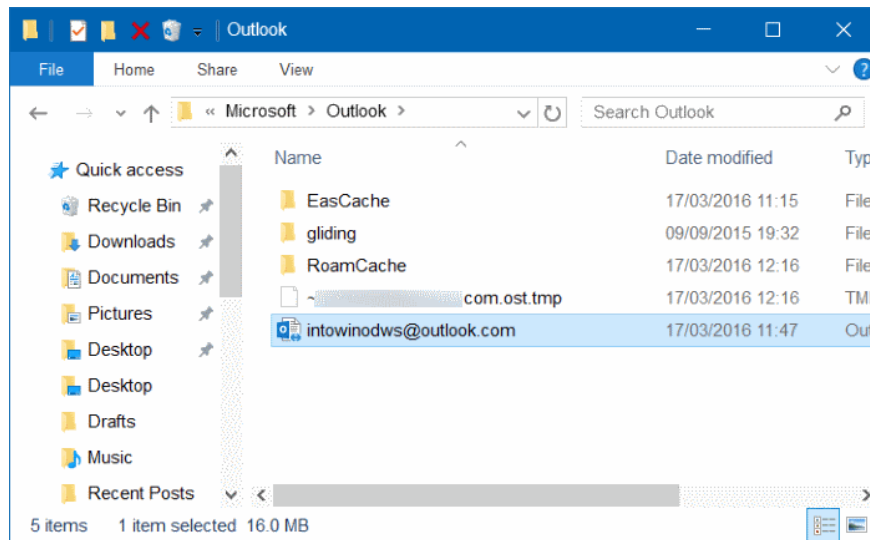 Outlook
File Home Share View ?
« Microsoft > Outlook > Search Outlook
Name Date modified Typ
Quick access
Recycle Bin
Downloads
Documents
Pictures
Desktop
Desktop
Drafts
Music
Recent Posts
EasCache 17/03/2016 11:15 File
gliding 09/09/2015 19:32 File
RoamCache 17/03/2016 12:16 File
~ com.ost.tmp 17/03/2016 12:16 TM
intowinodws@outlook.com 17/03/2016 11:47 Out
5 items 1 item selected 16.0 MB